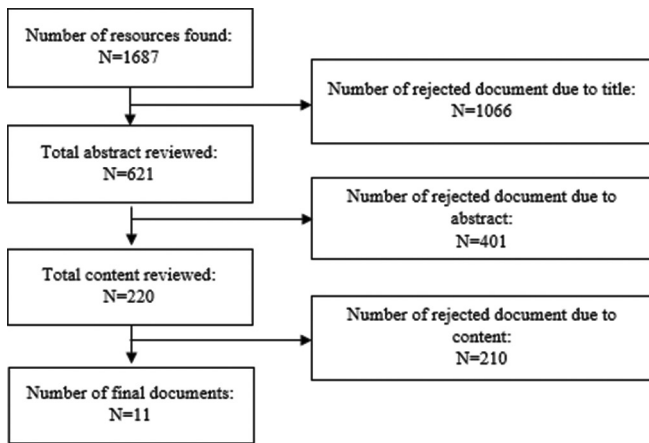 Number of resources found:
N=1687
Number of rejected document due to title:
N=1066
Total abstract reviewed:
N=621
Number of rejected document due to
abstract:
N=401
Total content reviewed:
N=220
Number of rejected document due to
content:
N=210
Number of final documents:
N=11